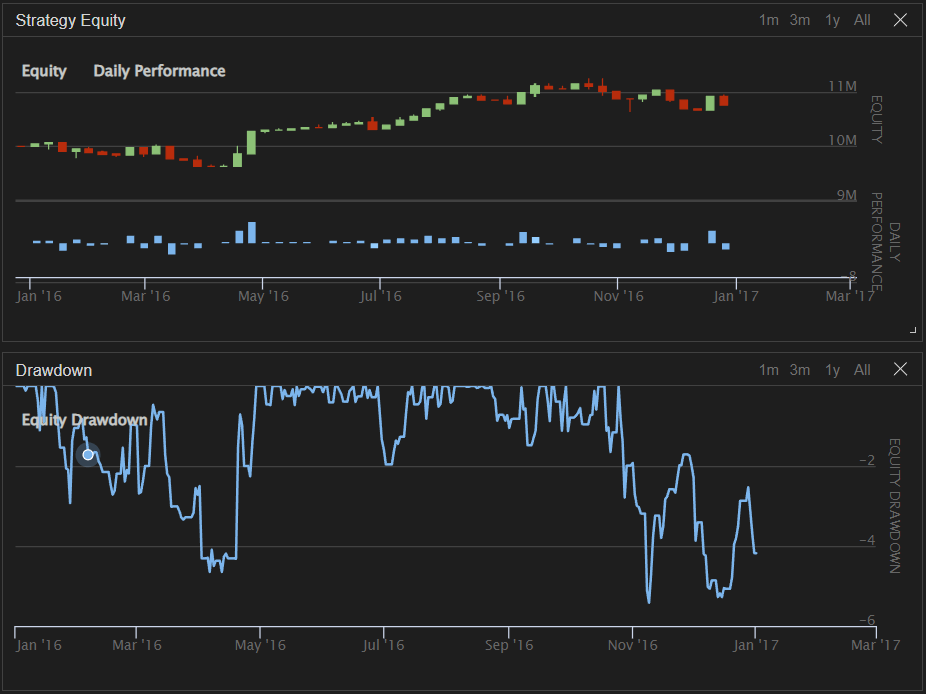 Strategy Equity
1m 3m 1y All
Equity Daily Performance
11M
10M
9M
EQUITY
DAILY
PERFORMANCE
-8
Jan '16 Mar '16 May '16 Jul '16 Sep '16 Nov '16 Jan '17 Mar '17
Drawdown
1m 3m 1y All
Equity Drawdown
-2
-4
-6
EQUITY DRAWDOWN
Jan '16 Mar '16 May '16 Jul '16 Sep '16 Nov '16 Jan '17 Mar '17